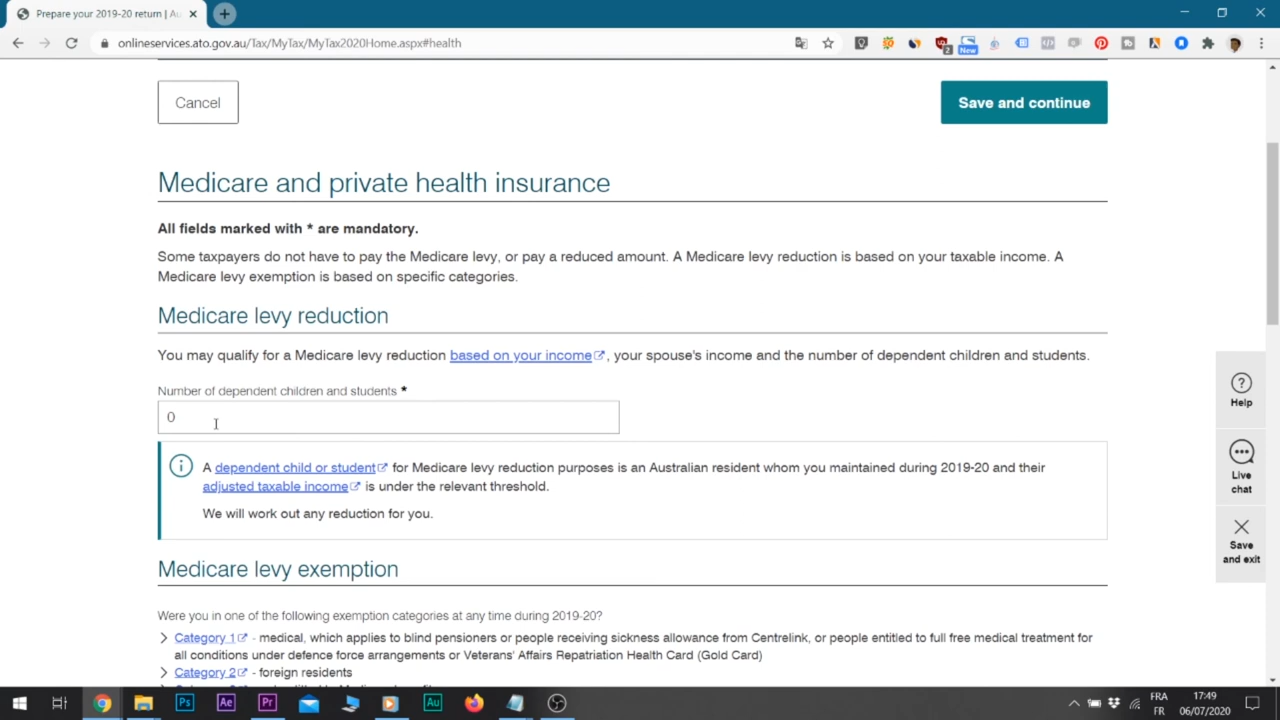 Prepare your 2019-20 return | Au
onlineservices.ato.gov.au/Tax/MyTax/MyTax2020Home.aspx#health
2
New
Cancel
Save and continue
Medicare and private health insurance
All fields marked with * are mandatory.
Some taxpayers do not have to pay the Medicare levy, or pay a reduced amount. A Medicare levy reduction is based on your taxable income. A
Medicare levy exemption is based on specific categories.
Medicare levy reduction
You may qualify for a Medicare levy reduction based on your income, your spouse's income and the number of dependent children and students.
Number of dependent children and students *
0
A dependent child or student for Medicare levy reduction purposes is an Australian resident whom you maintained during 2019-20 and their
adjusted taxable income is under the relevant threshold.
We will work out any reduction for you.
Help
Live
chat
Save
and exit
Medicare levy exemption
Were you in one of the following exemption categories at any time during 2019-20?
Category 1 - medical, which applies to blind pensioners or people receiving sickness allowance from Centrelink, or people entitled to full free medical treatment for
all conditions under defence force arrangements or Veterans' Affairs Repatriation Health Card (Gold Card)
Category 2 - foreign residents
Ps
Ae
Pr
Au
FRA
FR
17:49
06/07/2020